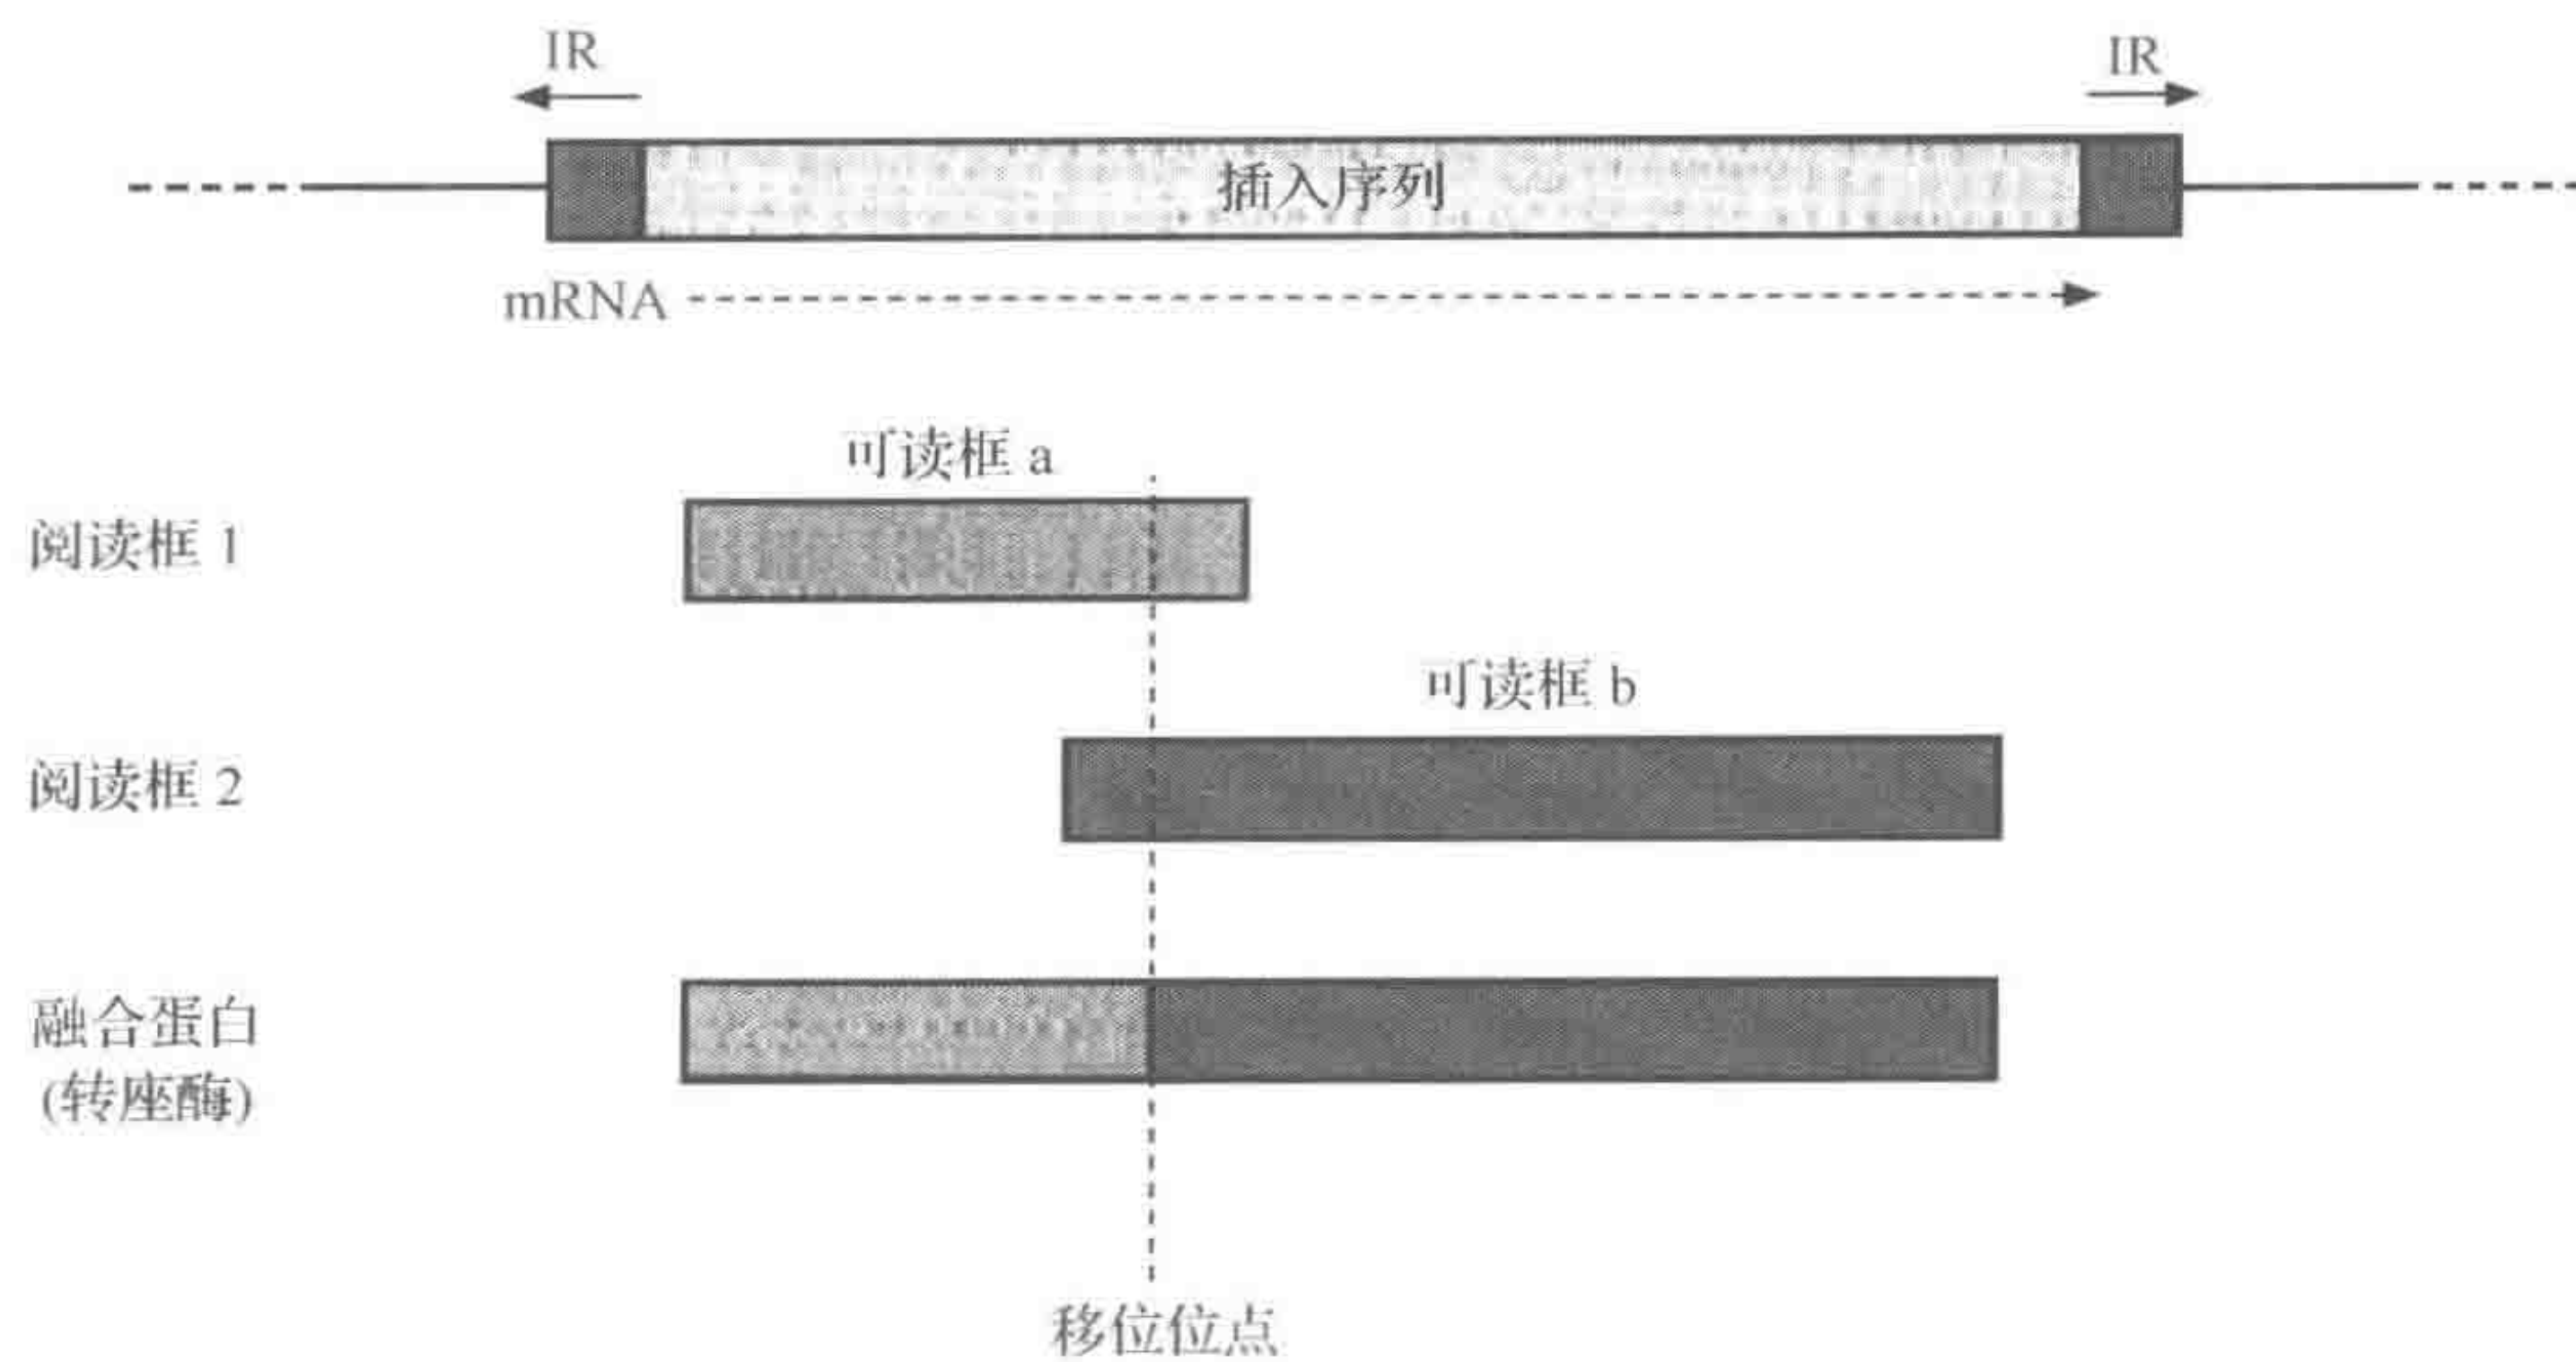 IR
IR
插入序列
mRNA
可读框 a
阅读框 1
可读框 b
阅读框 2
融合蛋白
(转座酶)
移位位点